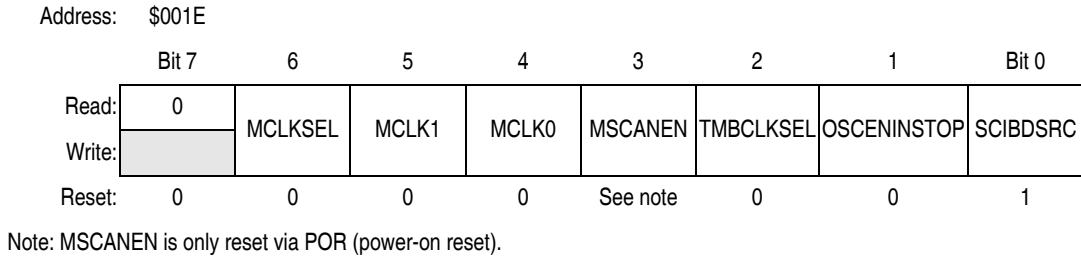 Address: $001E
Bit 7 6 5 4 3 2 1 Bit 0
Read: 0 MCLKSEL MCLK1 MCLK0 MSCANEN TMBCLKSEL OSCENINSTOP SCIBDSRC
Write:
Reset: 0 0 0 0 See note 0 0 1
Note: MSCANEN is only reset via POR (power-on reset).